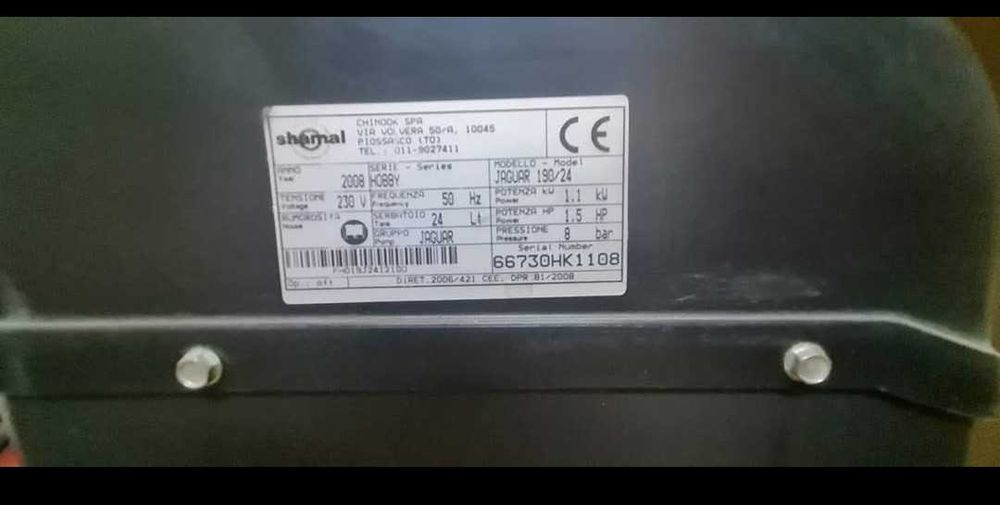 shamal
CHINOOK SPA
VIA VOLVERA 50/A, 10045
PIOSSASCO (TO)
TEL.: 011-9027411
CE
ANNO
Year
2008
SERIE - Series
HOBBY
MODELLO - Model
JAGUAR 190/24
TENSIONE
Voltage
230 V
FREQUENZA
Frequency
50 Hz
POTENZA kW
Power
1.1 kW
RUMOROSITA
SERBATOIO
24 Lt
POTENZA HP
Power
1.5 HP
GRUPPO
Pump
JAGUAR
PRESSIONE
Pressure
8 bar
Serial Number
66730HK1108
DIRET.2006/42I CEE. DPR 81/2008